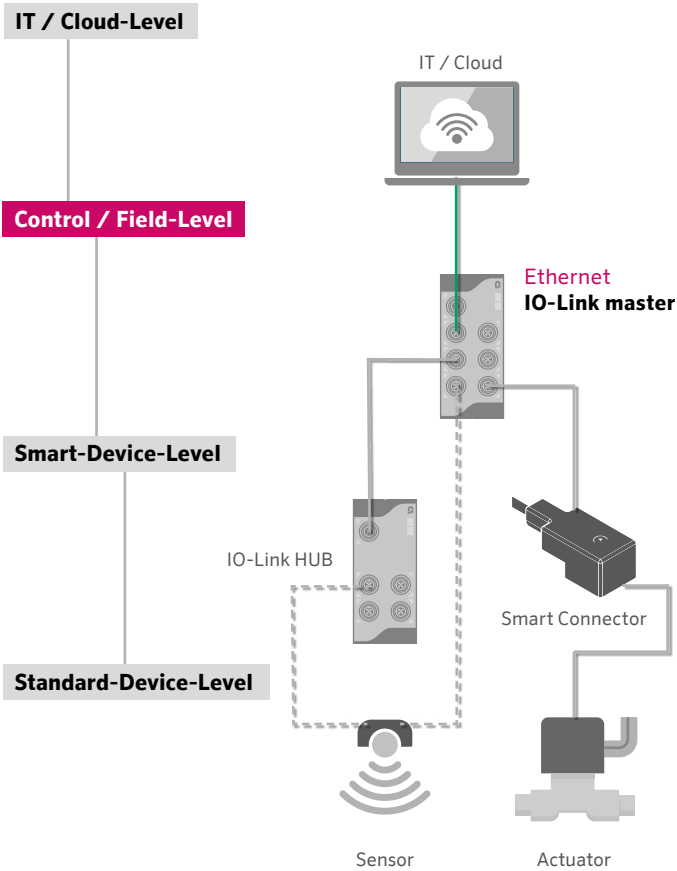 IT / Cloud-Level
IT / Cloud
Control / Field-Level
Ethernet
IO-Link master
Smart-Device-Level
IO-Link HUB
Smart Connector
Standard-Device-Level
Sensor
Actuator